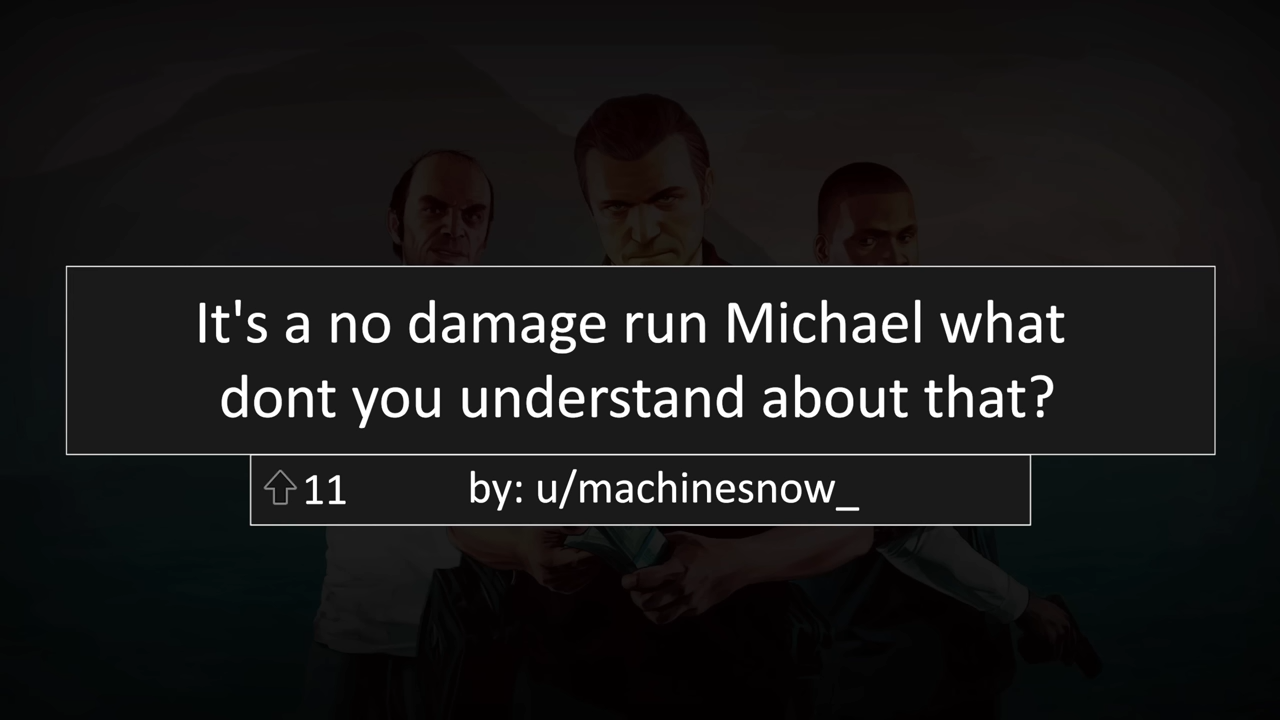 It's a no damage run Michael what
dont you understand about that?
11 by: u/machinesnow_